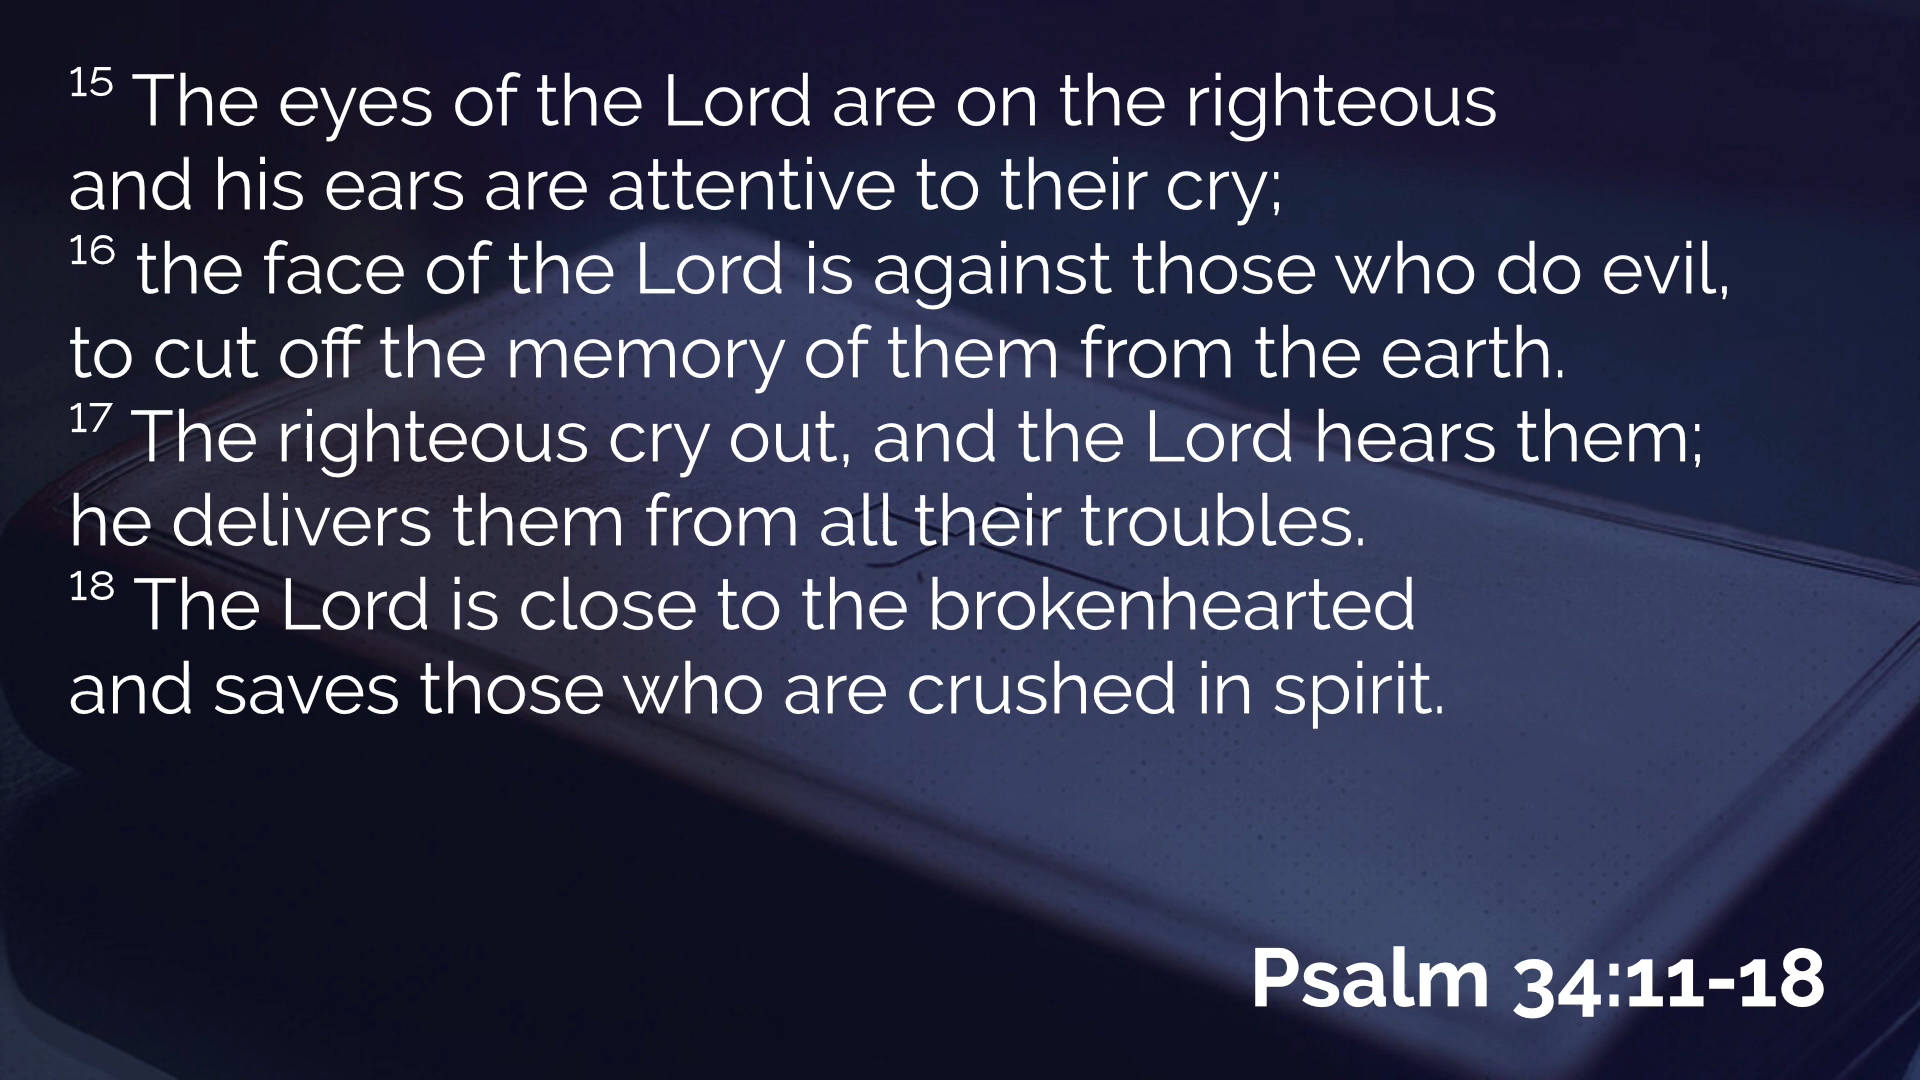 15 The eyes of the Lord are on the righteous
and his ears are attentive to their cry;
16 the face of the Lord is against those who do evil,
to cut off the memory of them from the earth.
17 The righteous cry out, and the Lord hears them;
he delivers them from all their troubles.
18 The Lord is close to the brokenhearted
and saves those who are crushed in spirit.
Psalm 34:11-18